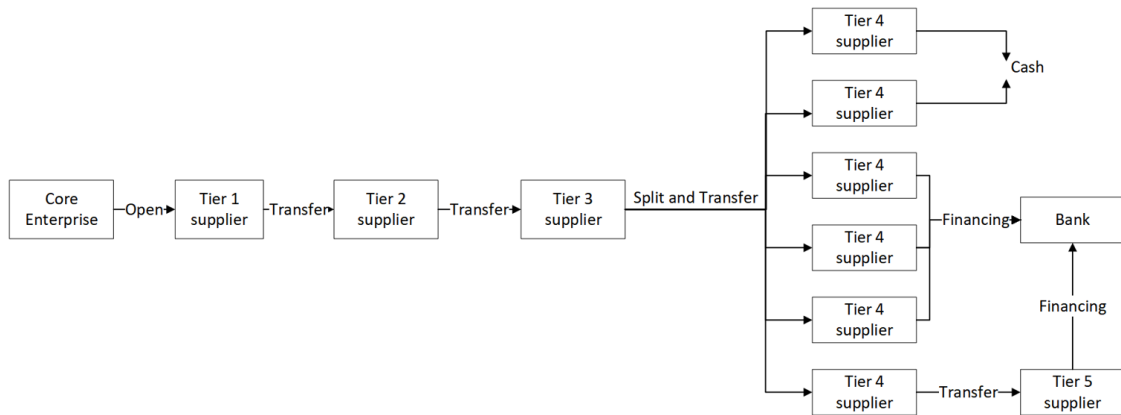 Tier 4
supplier
Cash
Tier 4
supplier
Tier 4
supplier
Core
Enterprise
Open
Tier 1
supplier
Transfer
Tier 2
supplier
Transfer
Tier 3
supplier
Split and Transfer
Financing
Bank
Tier 4
supplier
Tier 4
supplier
Financing
Tier 4
supplier
Transfer
Tier 5
supplier